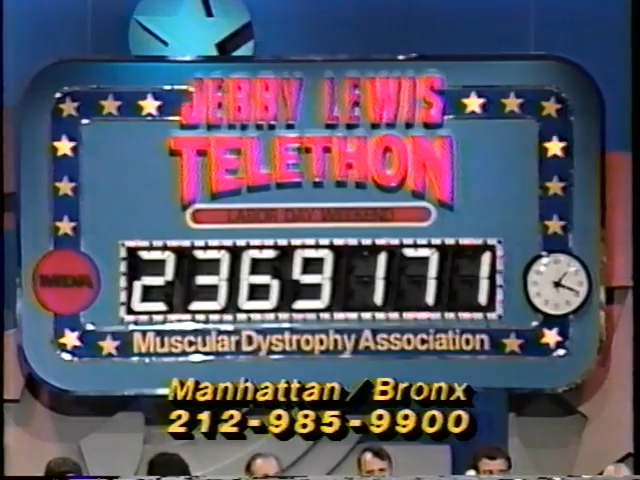 JERRY LEWIS
TELETHON
LABOR DAY WEEKEND
MDA
2369171
Muscular Dystrophy Association
Manhattan / Bronx
212-985-9900